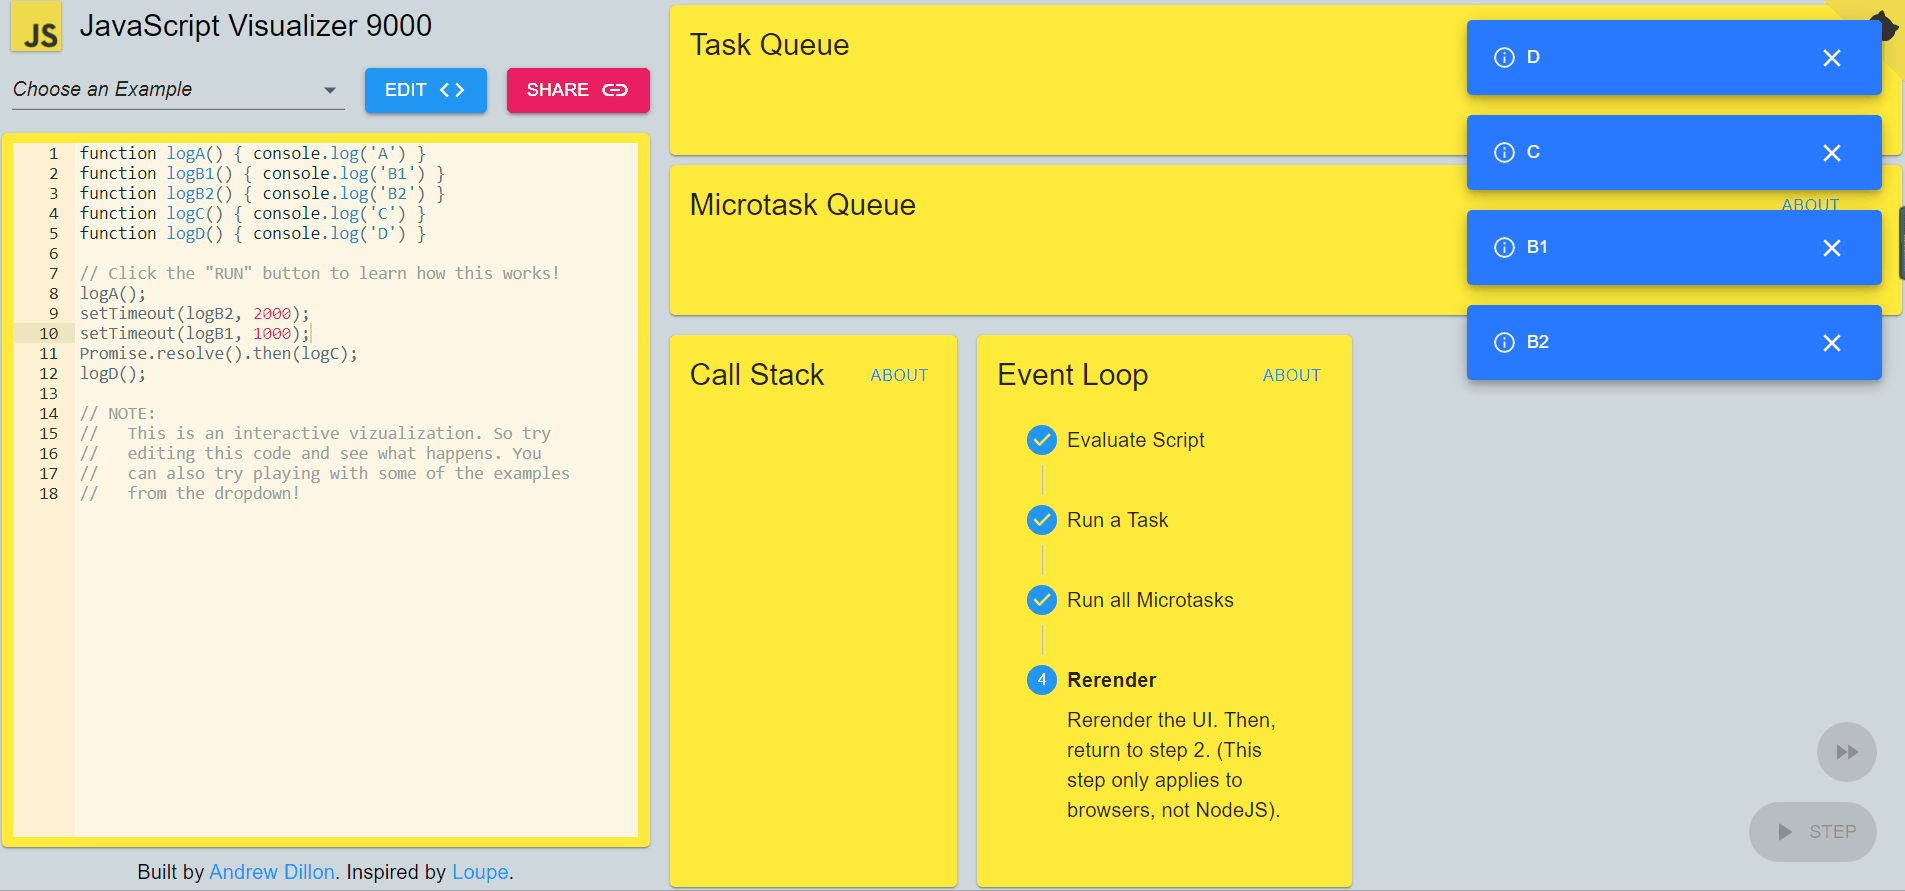 JS
JavaScript Visualizer 9000
Choose an Example
EDIT <>
SHARE
1 function logA() { console.log('A') }
2 function logB1() { console.log('B1') }
3 function logB2() { console.log('B2') }
4 function logC() { console.log('C') }
5 function logD() { console.log('D') }
6
7 // Click the "RUN" button to learn how this works!
8 logA();
9 setTimeout(logB2, 2000);
10 setTimeout(logB1, 1000);
11 Promise.resolve().then(logC);
12 logD();
13
14 // NOTE:
15 //   This is an interactive vizualization. So try
16 //   editing this code and see what happens. You
17 //   can also try playing with some of the examples
18 //   from the dropdown!
Built by Andrew Dillon. Inspired by Loupe.
Task Queue
Microtask Queue
ABOUT
D
C
B1
B2
Call Stack
ABOUT
Event Loop
ABOUT
Evaluate Script
Run a Task
Run all Microtasks
4 Rerender
Rerender the UI. Then,
return to step 2. (This
step only applies to
browsers, not NodeJS).
STEP